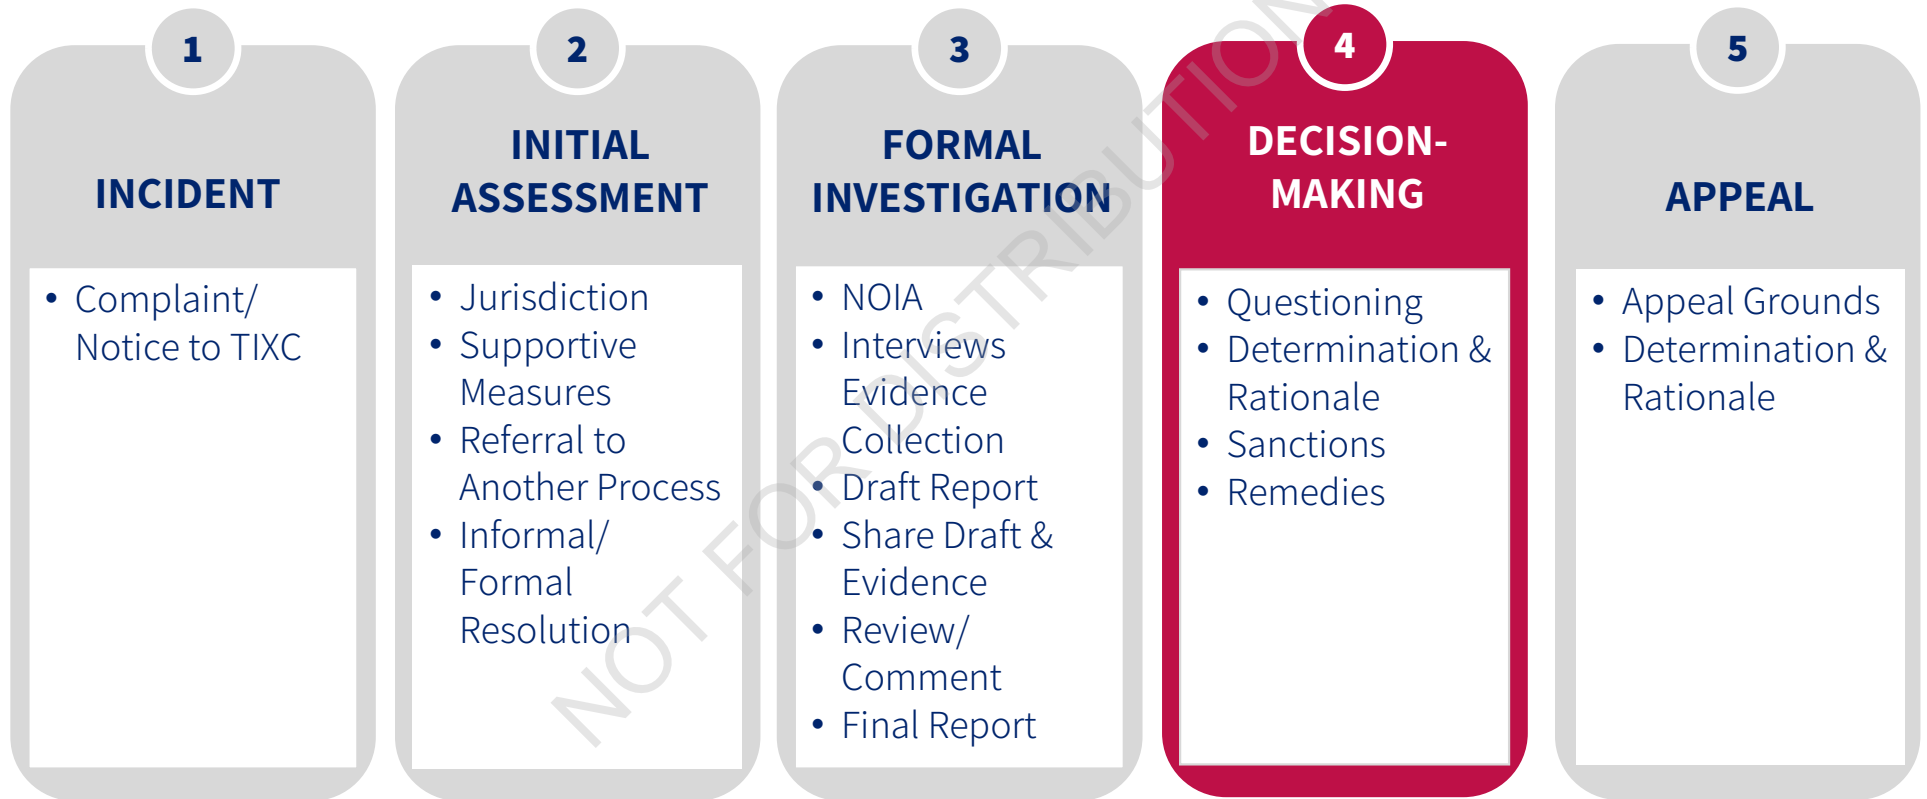 1
INCIDENT
• Complaint/
Notice to TIXC
2
INITIAL
ASSESSMENT
• Jurisdiction
• Supportive
Measures
• Referral to
Another Process
• Informal/
Formal
Resolution
3
FORMAL
INVESTIGATION
• NOIA
• Interviews
Evidence
Collection
• Draft Report
• Share Draft &
Evidence
• Review/
Comment
• Final Report
4
DECISION-
MAKING
• Questioning
• Determination &
Rationale
• Sanctions
• Remedies
5
APPEAL
• Appeal Grounds
• Determination &
Rationale
NOT FOR DISTRIBUTION